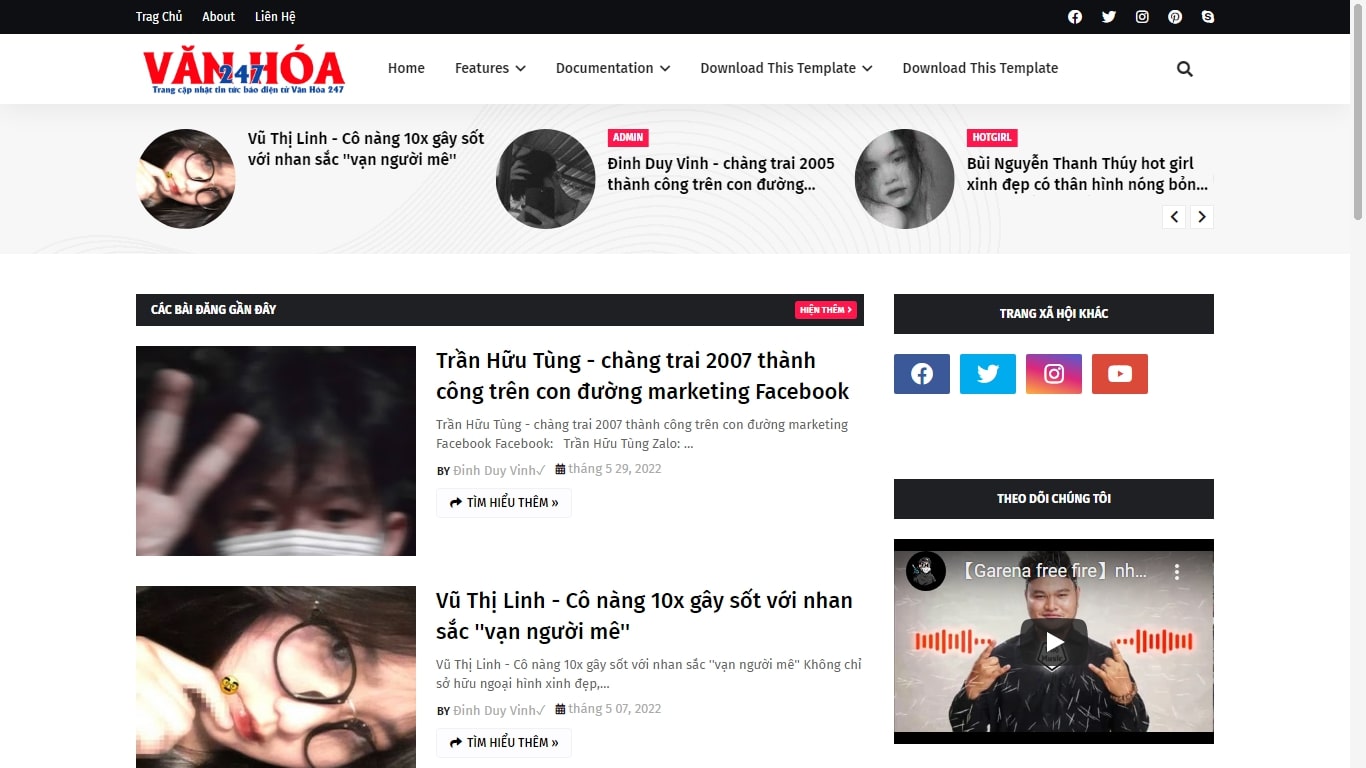 Trag Chủ About Liên Hệ
VĂN HÓA
247
Trang cập nhật tin tức báo điện tử Văn Hóa 247
Home Features Documentation Download This Template Download This Template
Vũ Thị Linh - Cô nàng 10x gây sốt
với nhan sắc "vạn người mê"
ADMIN
Đinh Duy Vinh - chàng trai 2005
thành công trên con đường...
HOTGIRL
Bùi Nguyễn Thanh Thúy hot girl
xinh đẹp có thân hình nóng bỏn...
CÁC BÀI ĐĂNG GẦN ĐÂY
HIỆN THÊM
Trần Hữu Tùng - chàng trai 2007 thành
công trên con đường marketing Facebook
Trần Hữu Tùng - chàng trai 2007 thành công trên con đường marketing
Facebook Facebook: Trần Hữu Tùng Zalo: ...
BY Đinh Duy Vinh✓ tháng 5 29, 2022
TÌM HIỂU THÊM »
Vũ Thị Linh - Cô nàng 10x gây sốt với nhan
sắc "vạn người mê"
Vũ Thị Linh - Cô nàng 10x gây sốt với nhan sắc "vạn người mê" Không chỉ
sở hữu ngoại hình xinh đẹp,...
BY Đinh Duy Vinh✓ tháng 5 07, 2022
TÌM HIỂU THÊM »
TRANG XÃ HỘI KHÁC
THEO DÕI CHÚNG TÔI
【Garena free fire】nh...
Music